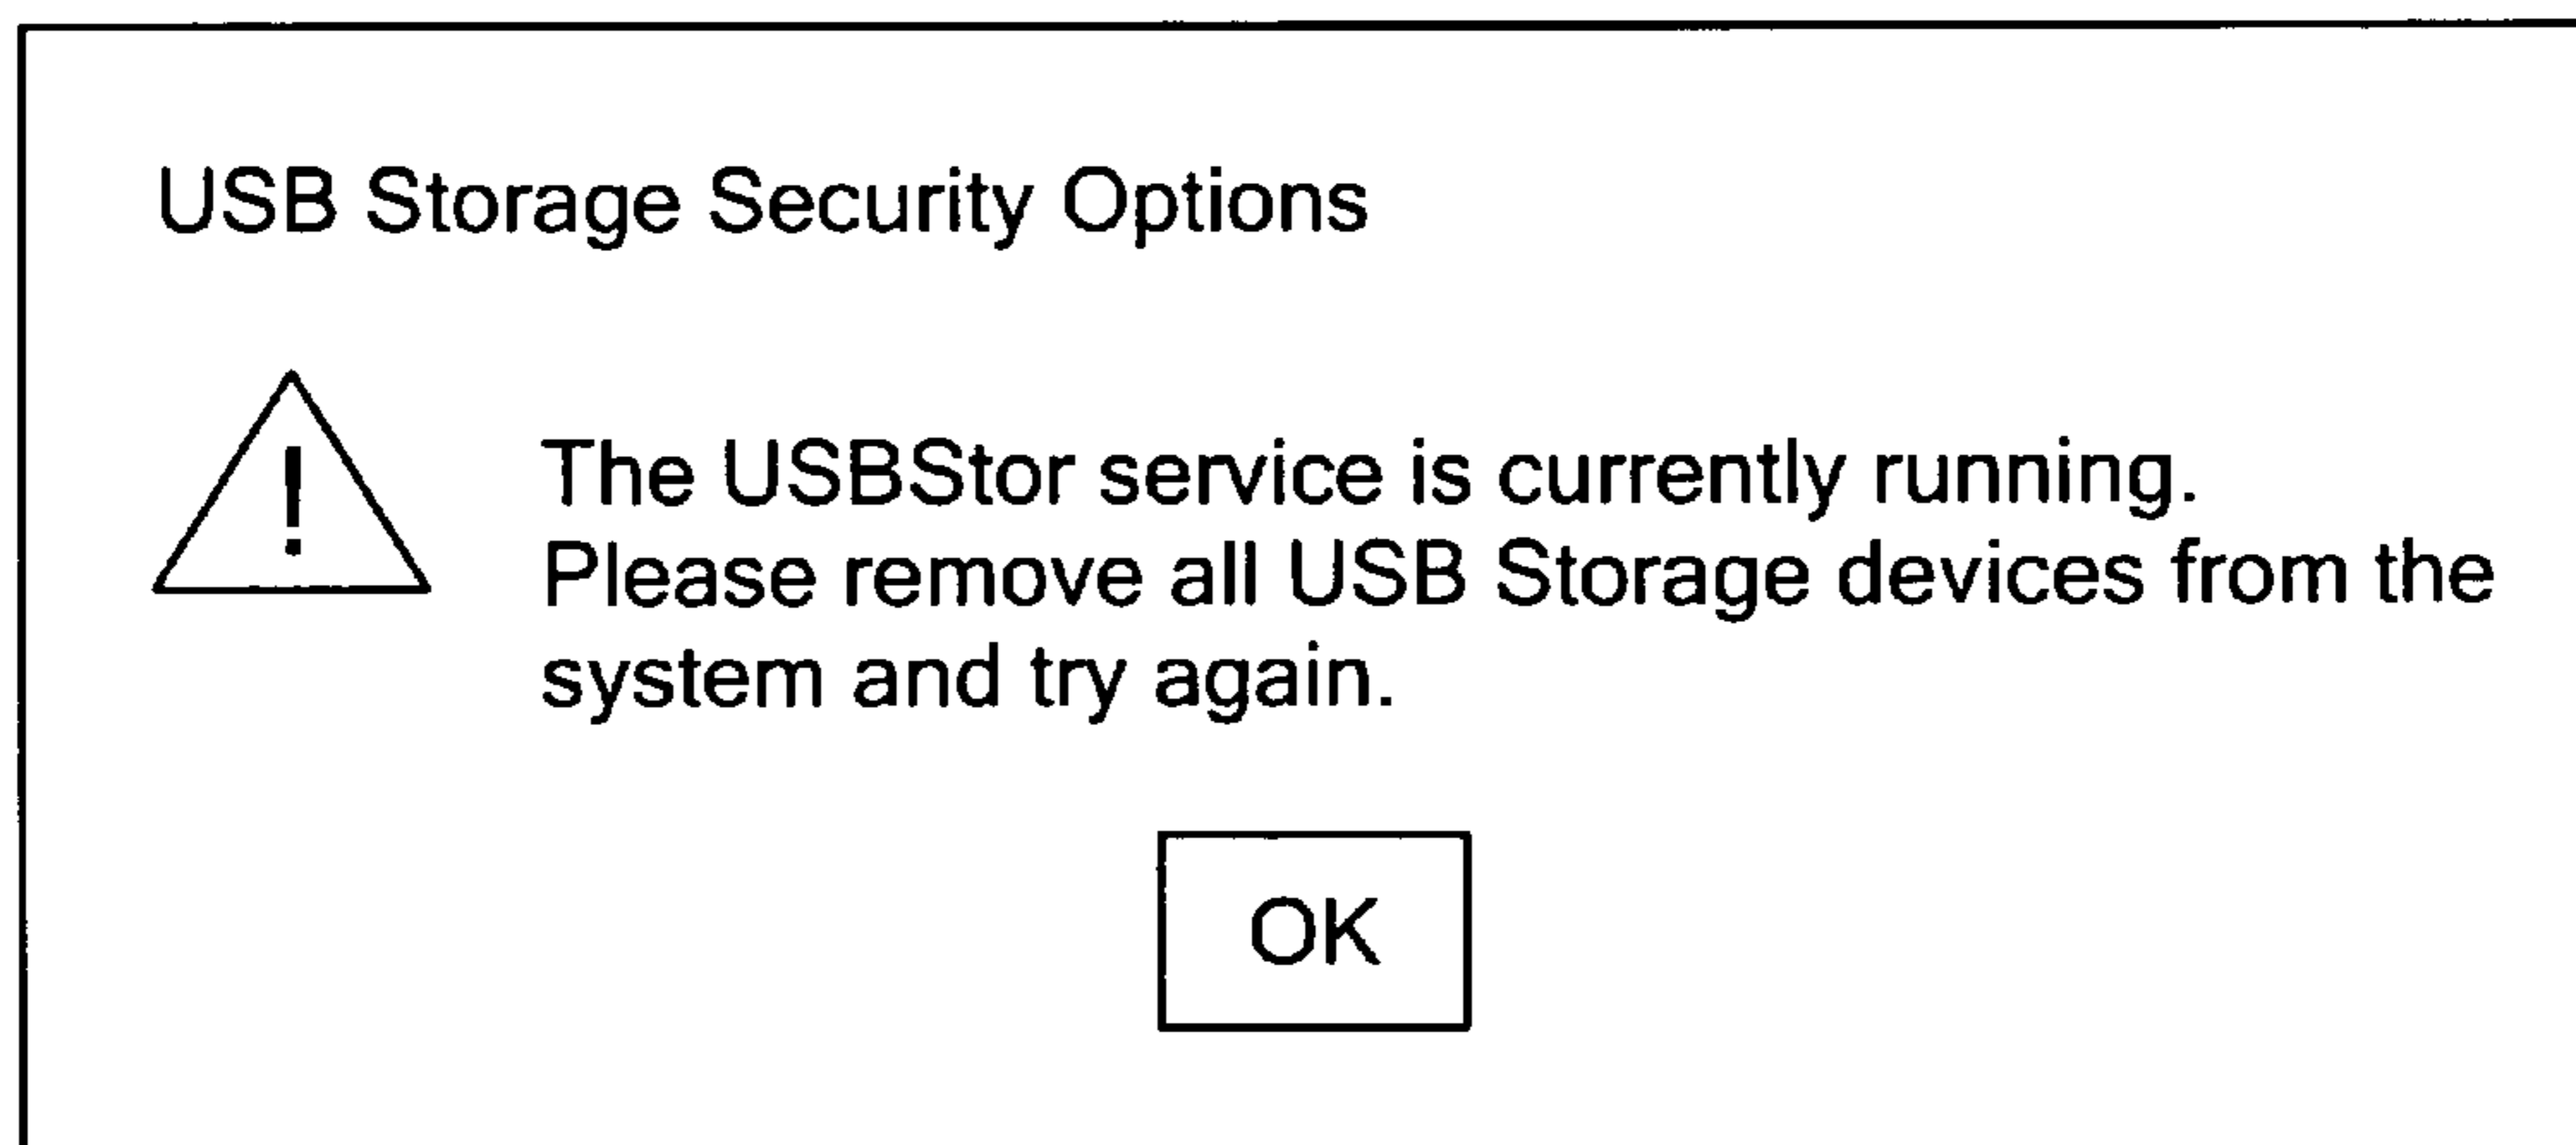 USB Storage Security Options
!
The USBStor service is currently running.
Please remove all USB Storage devices from the
system and try again.
OK